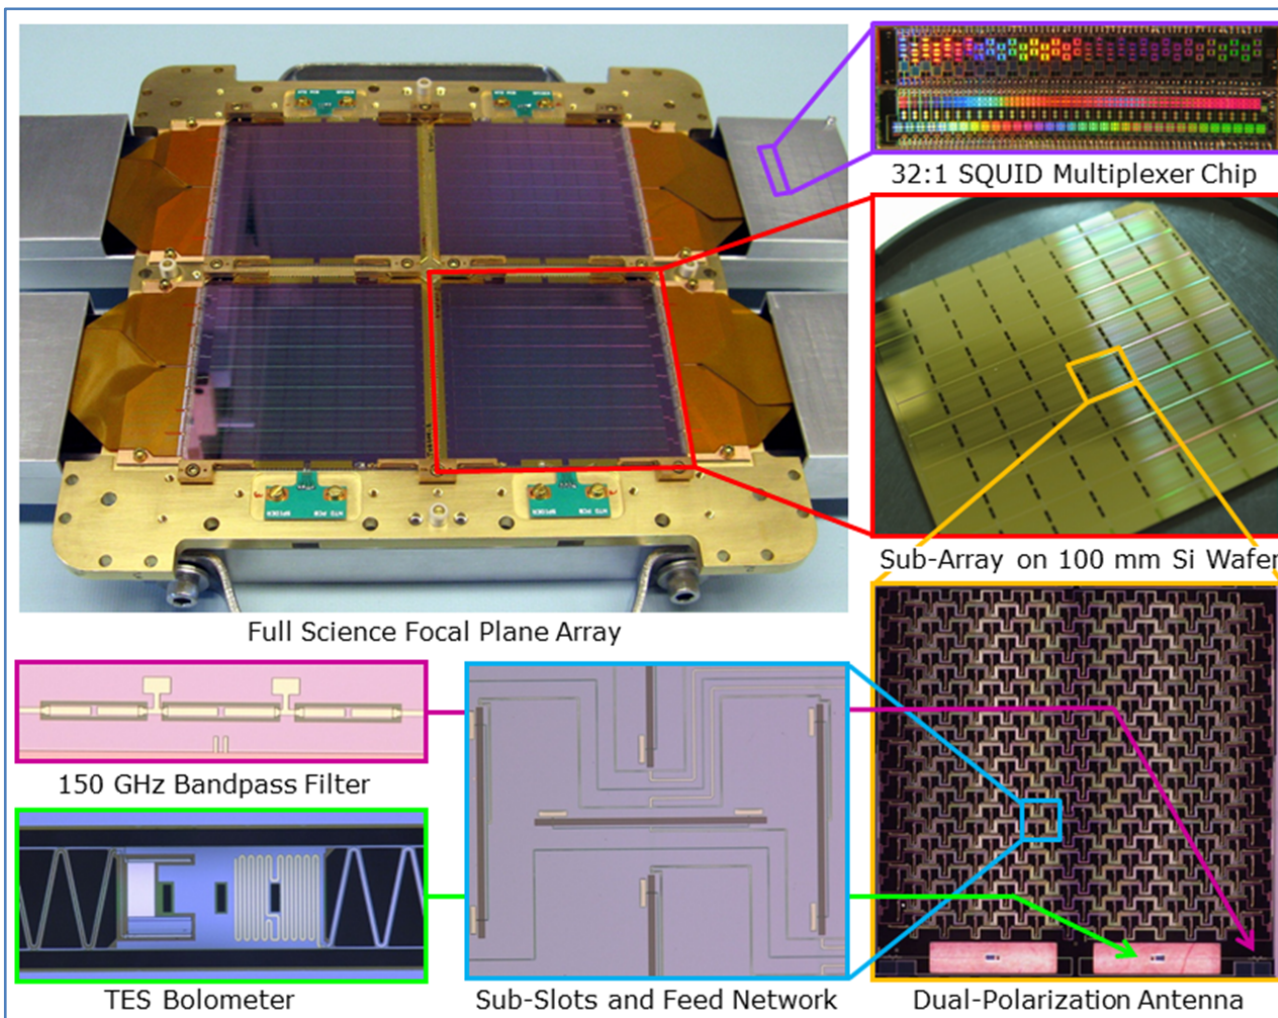 32:1 SQUID Multiplexer Chip
Sub-Array on 100 mm Si Wafer
Full Science Focal Plane Array
150 GHz Bandpass Filter
TES Bolometer
Sub-Slots and Feed Network
Dual-Polarization Antenna